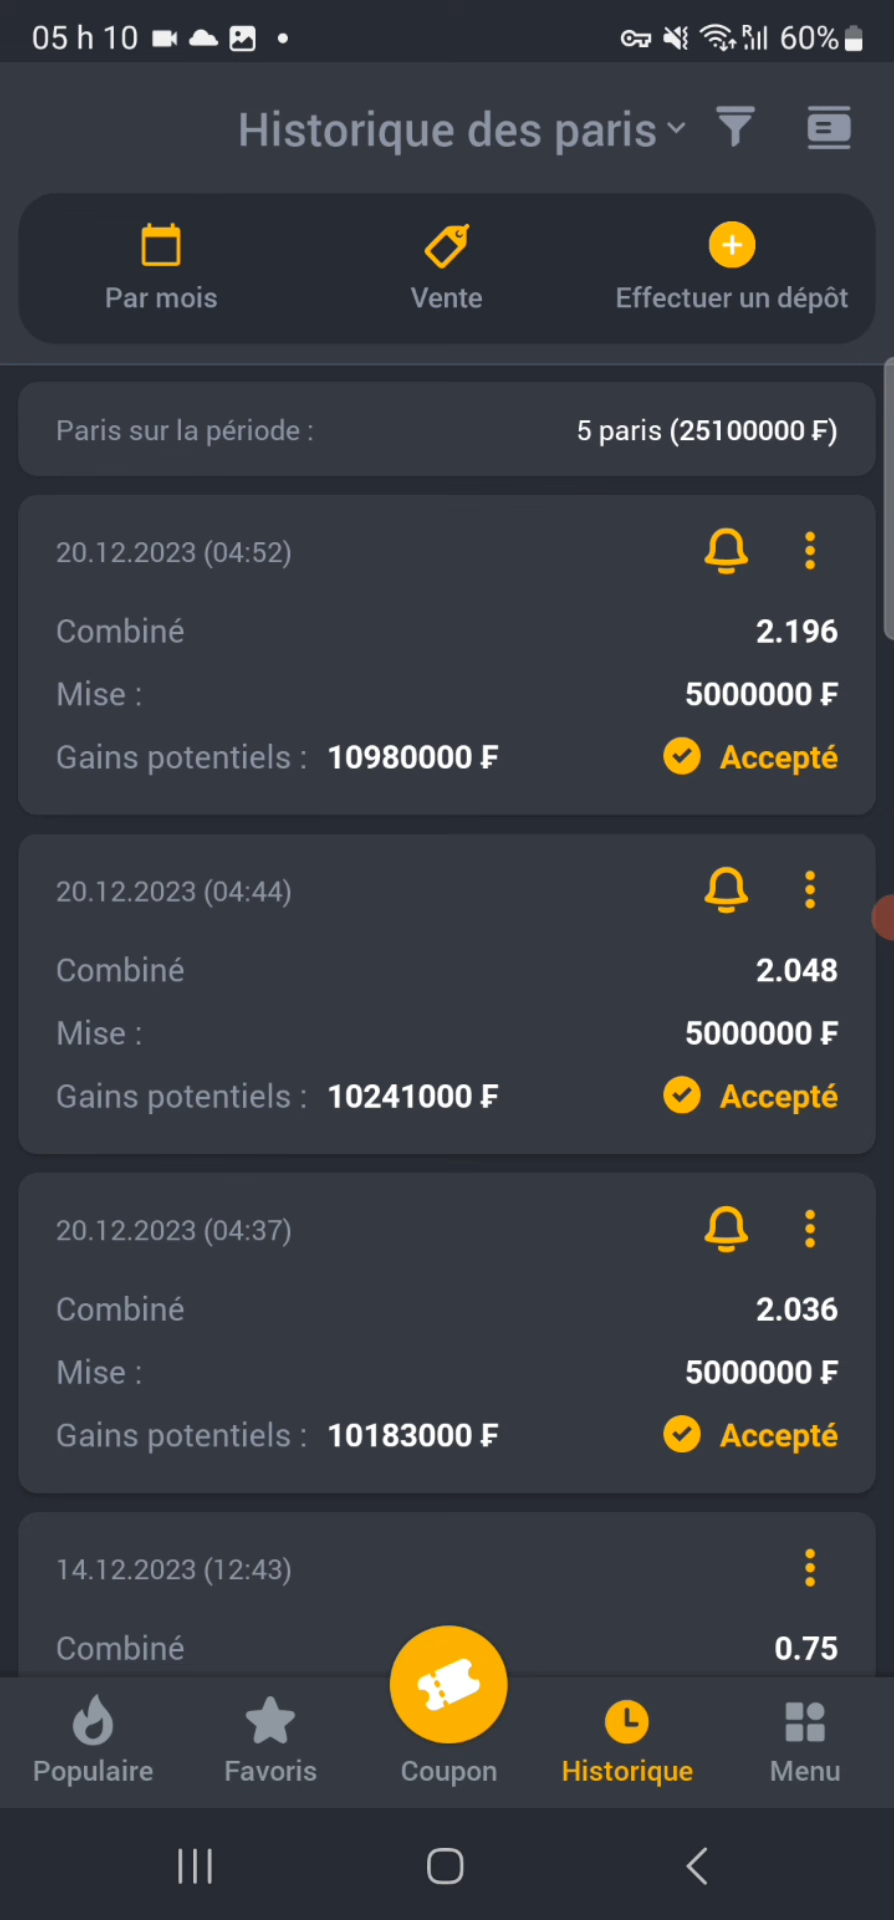 05 h 10
60%
Historique des paris
Par mois
Vente
Effectuer un dépôt
Paris sur la période :
5 paris (25100000 ₣)
20.12.2023 (04:52)
Combiné
2.196
Mise :
5000000 ₣
Gains potentiels : 10980000 ₣
Accepté
20.12.2023 (04:44)
Combiné
2.048
Mise :
5000000 ₣
Gains potentiels : 10241000 ₣
Accepté
20.12.2023 (04:37)
Combiné
2.036
Mise :
5000000 ₣
Gains potentiels : 10183000 ₣
Accepté
14.12.2023 (12:43)
Combiné
0.75
Populaire
Favoris
Coupon
Historique
Menu